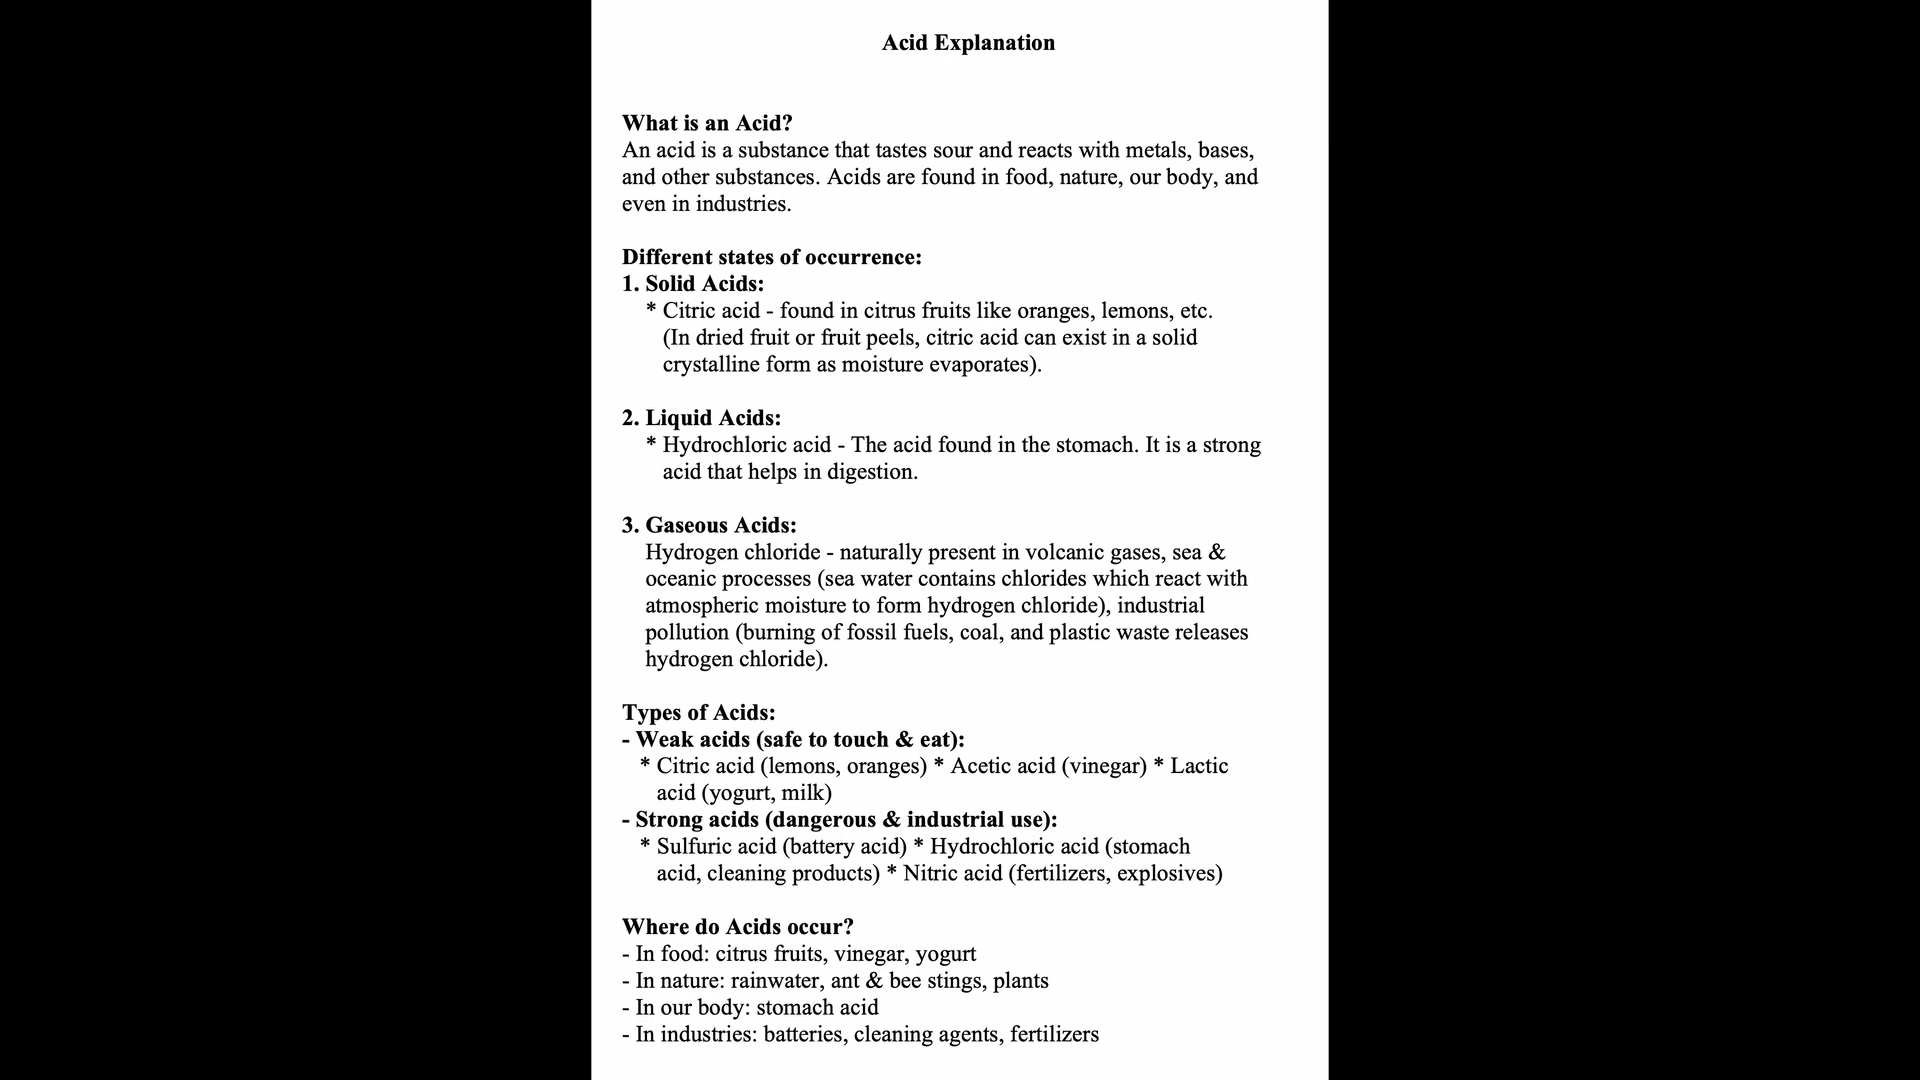 Acid Explanation
What is an Acid?
An acid is a substance that tastes sour and reacts with metals, bases,
and other substances. Acids are found in food, nature, our body, and
even in industries.
Different states of occurrence:
1. Solid Acids:
* Citric acid - found in citrus fruits like oranges, lemons, etc.
(In dried fruit or fruit peels, citric acid can exist in a solid
crystalline form as moisture evaporates).
2. Liquid Acids:
* Hydrochloric acid - The acid found in the stomach. It is a strong
acid that helps in digestion.
3. Gaseous Acids:
Hydrogen chloride - naturally present in volcanic gases, sea &
oceanic processes (sea water contains chlorides which react with
atmospheric moisture to form hydrogen chloride), industrial
pollution (burning of fossil fuels, coal, and plastic waste releases
hydrogen chloride).
Types of Acids:
- Weak acids (safe to touch & eat):
* Citric acid (lemons, oranges) * Acetic acid (vinegar) * Lactic
acid (yogurt, milk)
- Strong acids (dangerous & industrial use):
* Sulfuric acid (battery acid) * Hydrochloric acid (stomach
acid, cleaning products) * Nitric acid (fertilizers, explosives)
Where do Acids occur?
- In food: citrus fruits, vinegar, yogurt
- In nature: rainwater, ant & bee stings, plants
- In our body: stomach acid
- In industries: batteries, cleaning agents, fertilizers